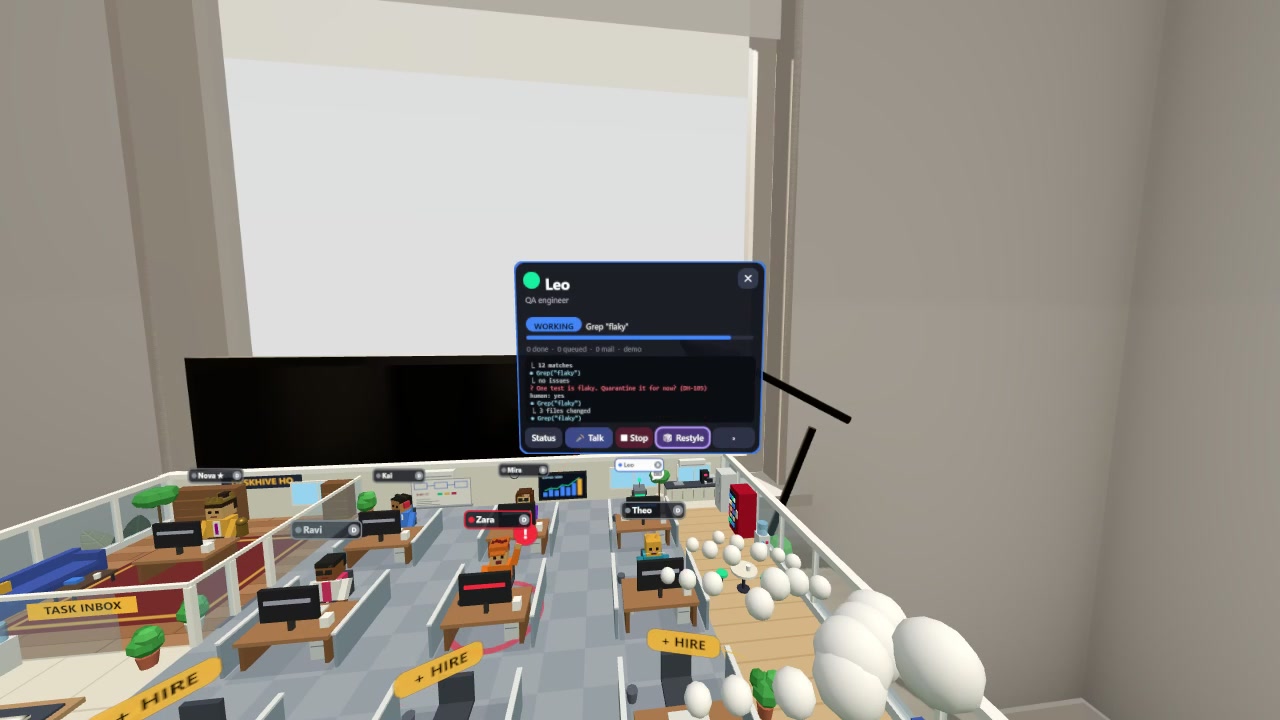 Leo
QA engineer
WORKING Grep "flaky"
0 done · 0 queued · 0 mail · demo
12 matches
Grep("flaky")
no issues
? One test is flaky. Quarantine it for now? (DH-105)
human: yes
Grep("flaky")
3 files changed
Grep("flaky")
Status Talk Stop Restyle
Nova ★
Kai
Mira
Leo
Zara
Theo
Ravi
TASK INBOX
+ HIRE
+ HIRE
+ HIRE